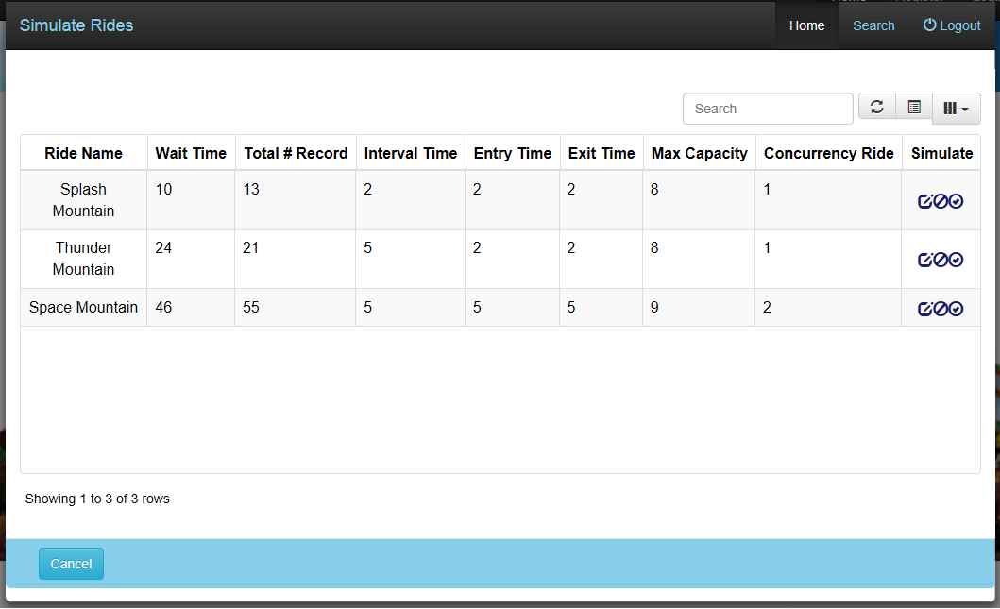 Simulate Rides Home Search Logout
Search
Ride Name Wait Time Total # Record Interval Time Entry Time Exit Time Max Capacity Concurrency Ride Simulate
Splash Mountain 10 13 2 2 2 8 1
Thunder Mountain 24 21 5 2 2 8 1
Space Mountain 46 55 5 5 5 9 2
Showing 1 to 3 of 3 rows
Cancel